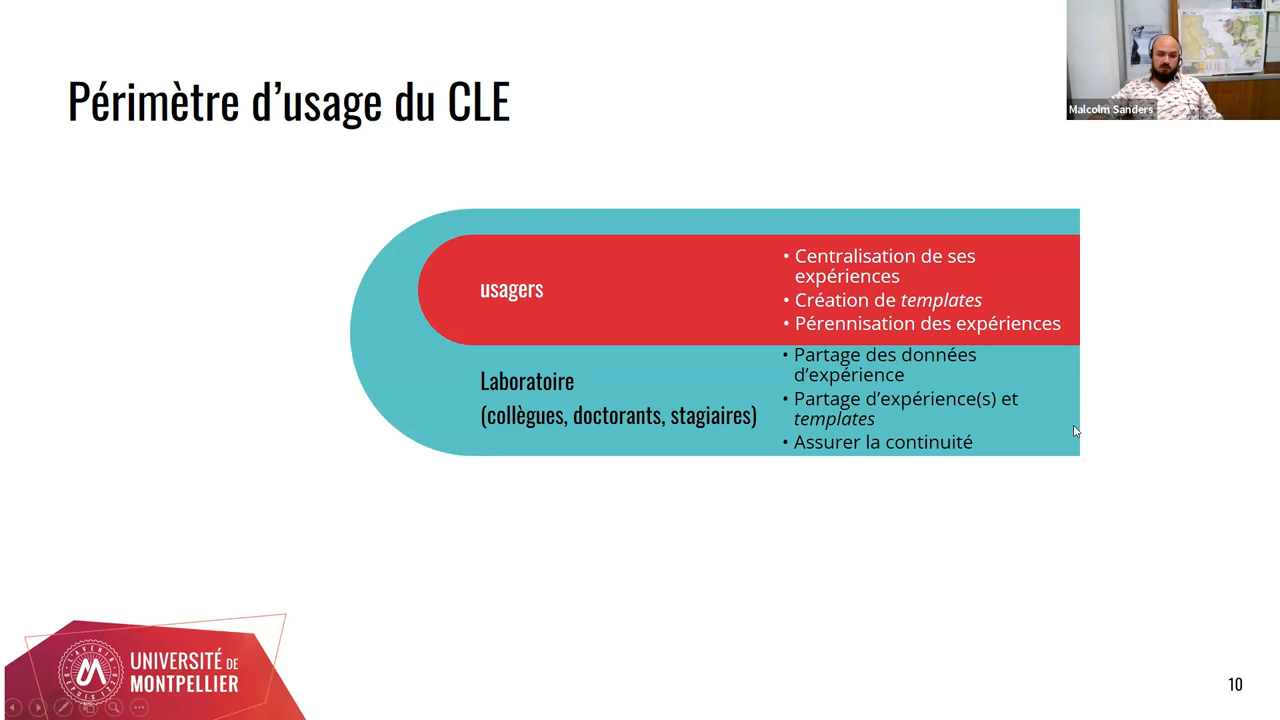 Périmètre d’usage du CLE
Malcolm Sanders
usagers
• Centralisation de ses
expériences
• Création de templates
• Pérennisation des expériences
Laboratoire
(collègues, doctorants, stagiaires)
• Partage des données
d’expérience
• Partage d’expérience(s) et
templates
• Assurer la continuité
UNIVERSITÉ DE
MONTPELLIER
10